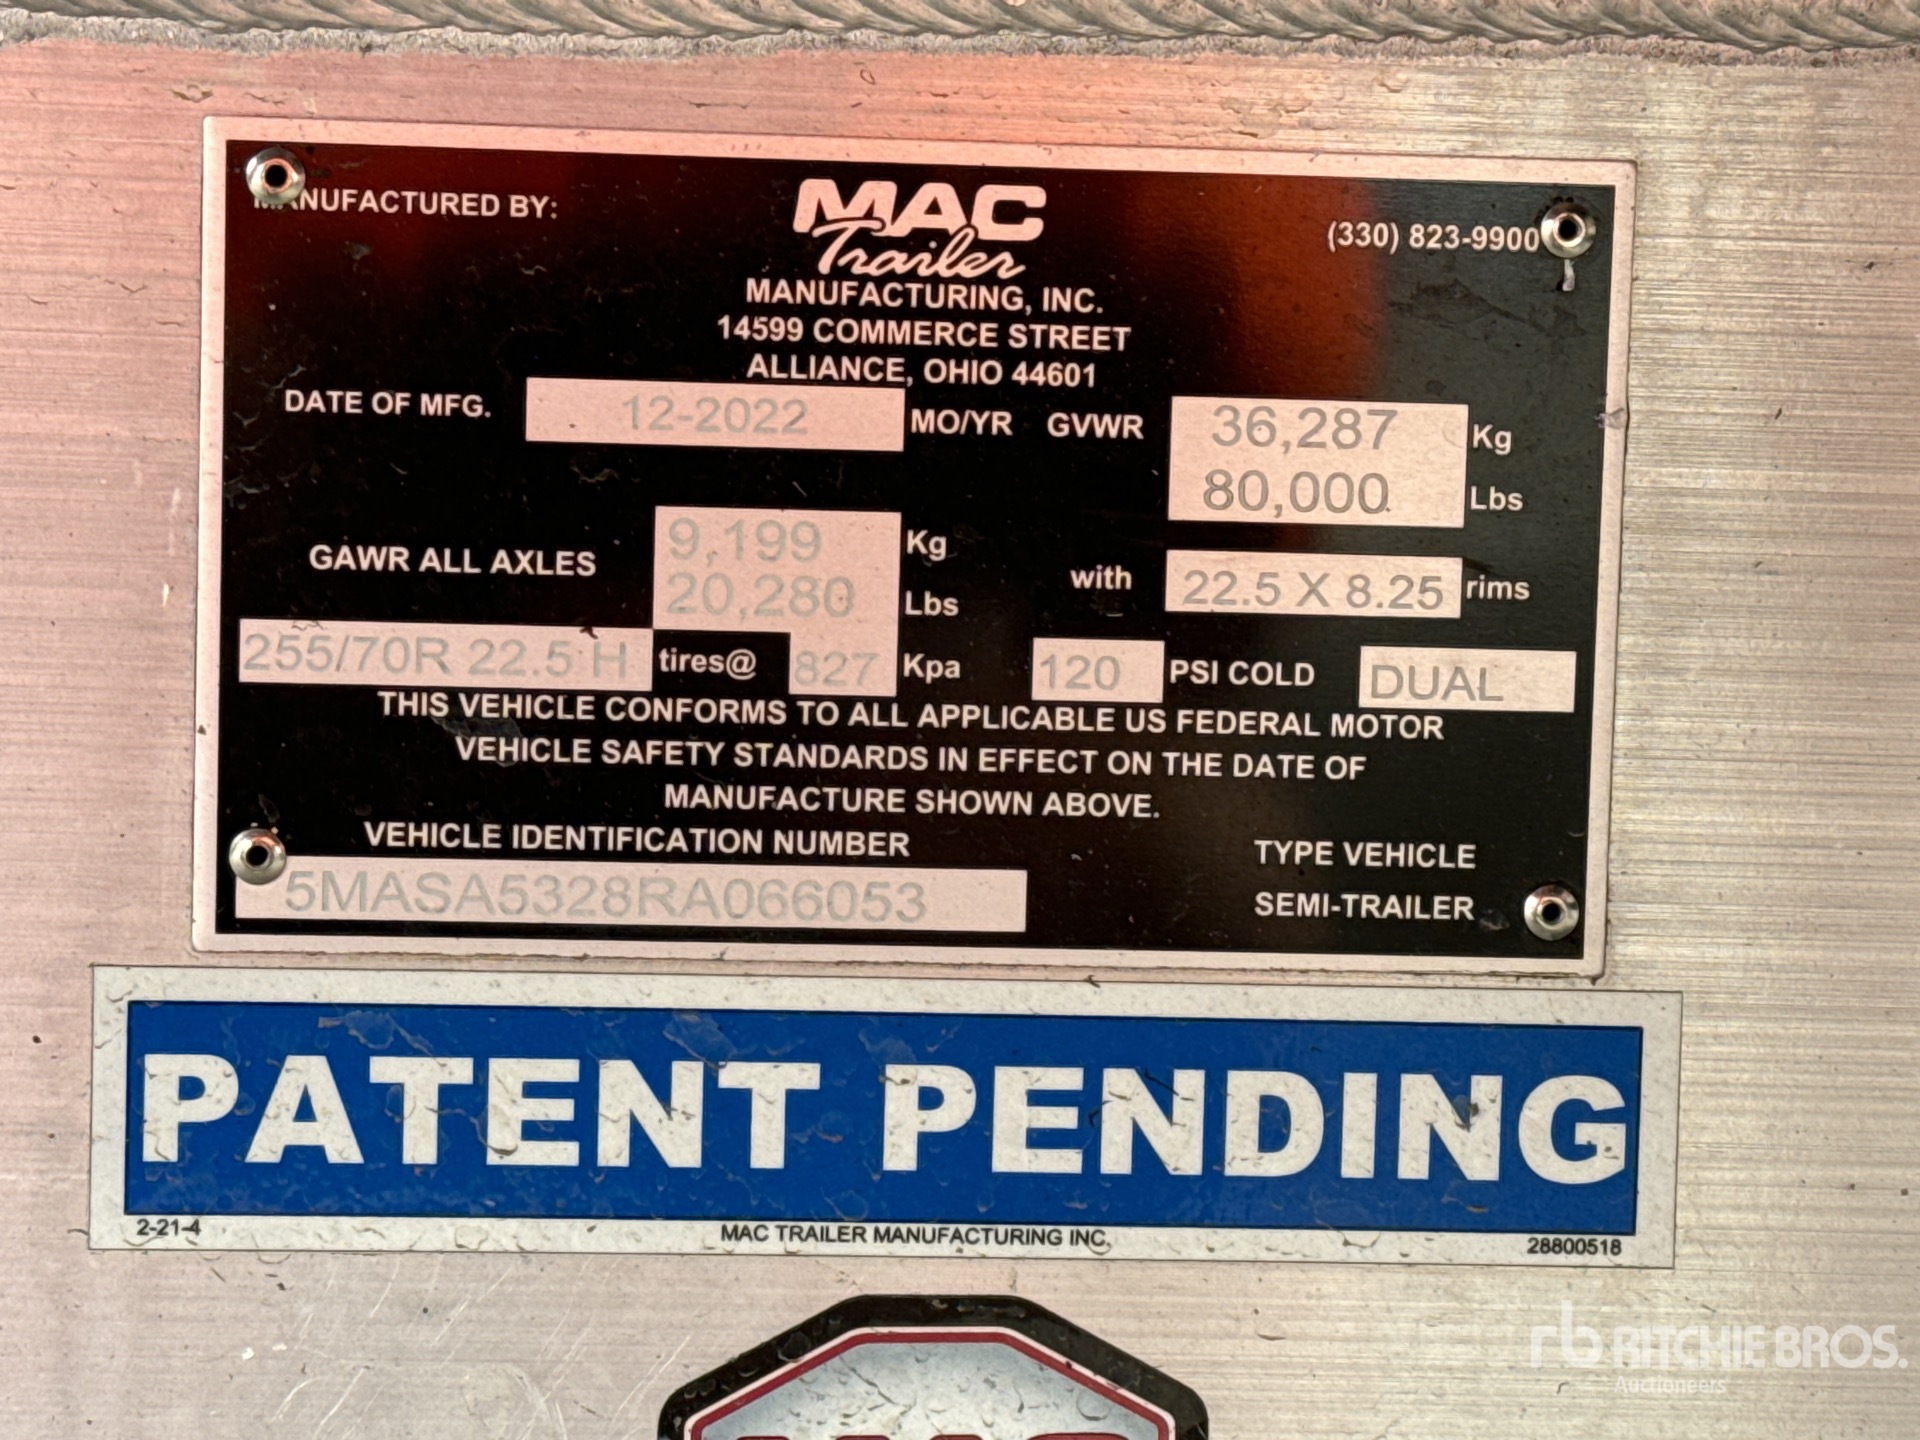 MANUFACTURED BY:
MAC
Trailer
(330) 823-9900
MANUFACTURING, INC.
14599 COMMERCE STREET
ALLIANCE, OHIO 44601
DATE OF MFG. 12-2022 MO/YR GVWR 36,287 Kg
80,000 Lbs
GAWR ALL AXLES 9,199 Kg
20,280 Lbs
with 22.5 X 8.25 rims
255/70R 22.5 H tires@ 827 Kpa 120 PSI COLD DUAL
THIS VEHICLE CONFORMS TO ALL APPLICABLE US FEDERAL MOTOR
VEHICLE SAFETY STANDARDS IN EFFECT ON THE DATE OF
MANUFACTURE SHOWN ABOVE.
VEHICLE IDENTIFICATION NUMBER
5MASA5328RA066053
TYPE VEHICLE
SEMI-TRAILER
PATENT PENDING
2-21-4 MAC TRAILER MANUFACTURING INC. 28800518
rb RITCHIE BROS.
Auctioneers